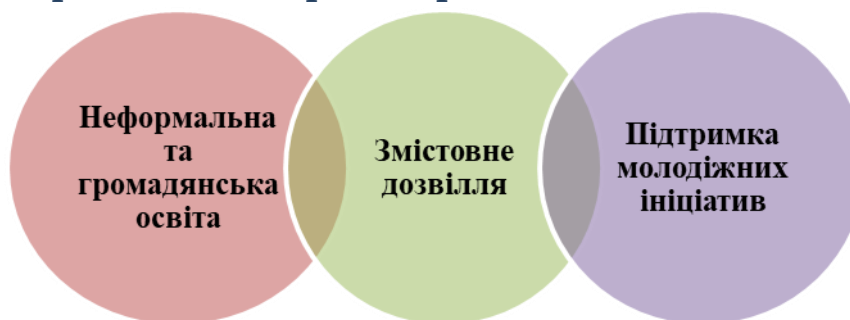 Неформальна
та
громадянська
освіта
Змістовне
дозвілля
Підтримка
молодіжних
ініціатив